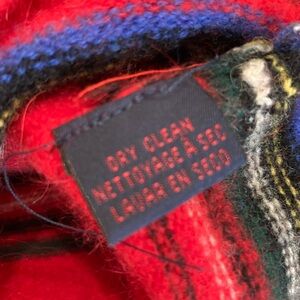 DRY CLEAN
NETTOYAGE À SEC
LAVAR EN SECO